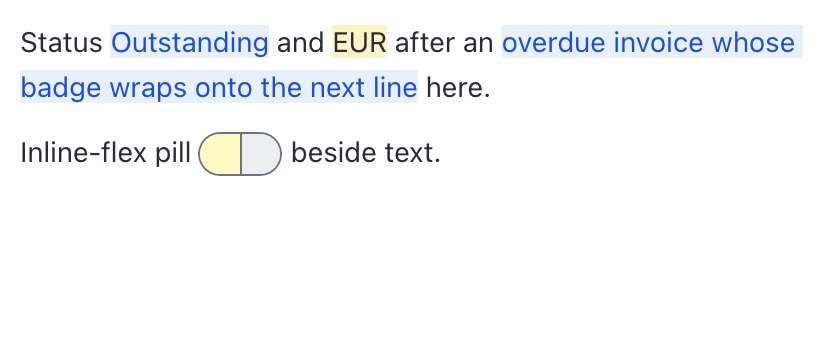 Status Outstanding and EUR after an overdue invoice whose
badge wraps onto the next line here.
Inline-flex pill beside text.